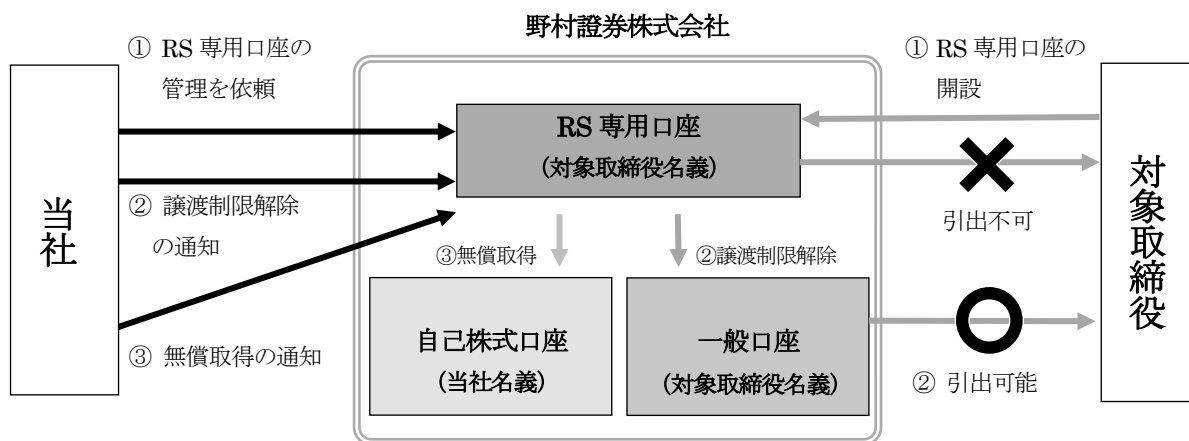 野村證券株式会社
① RS 専用口座の
管理を依頼
① RS 専用口座の
開設
RS 専用口座
(対象取締役名義)
当社
対象取締役
② 譲渡制限解除
の通知
引出不可
③無償取得
②譲渡制限解除
③ 無償取得の通知
自己株式口座
(当社名義)
一般口座
(対象取締役名義)
② 引出可能